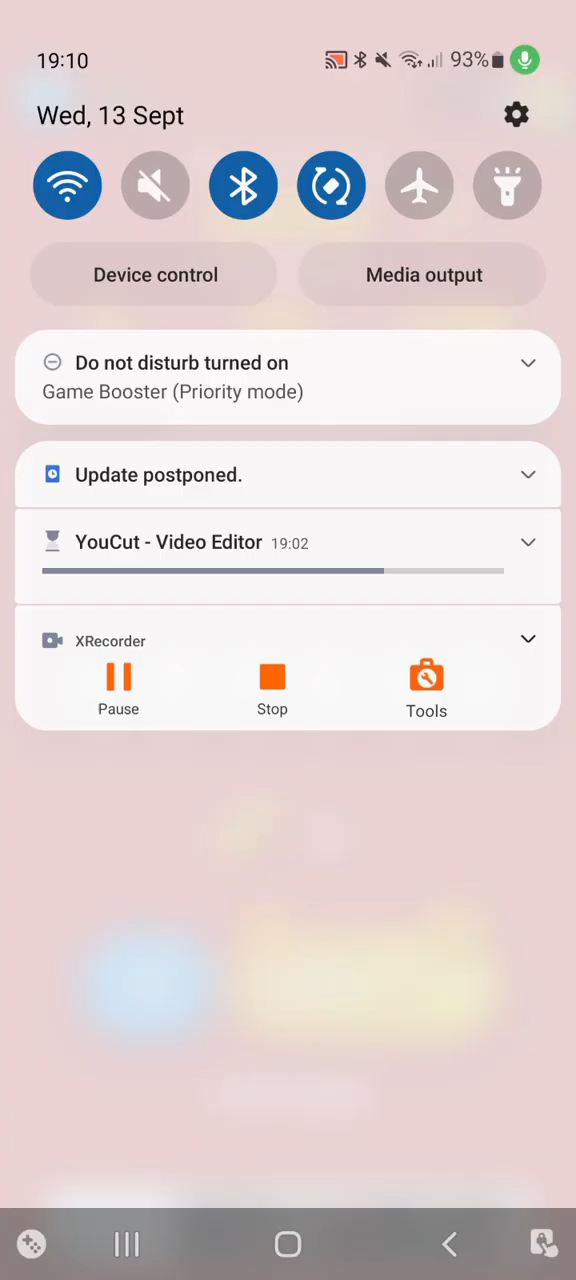 19:10
93%
Wed, 13 Sept
Device control
Media output
Do not disturb turned on
Game Booster (Priority mode)
Update postponed.
YouCut - Video Editor 19:02
XRecorder
Pause
Stop
Tools